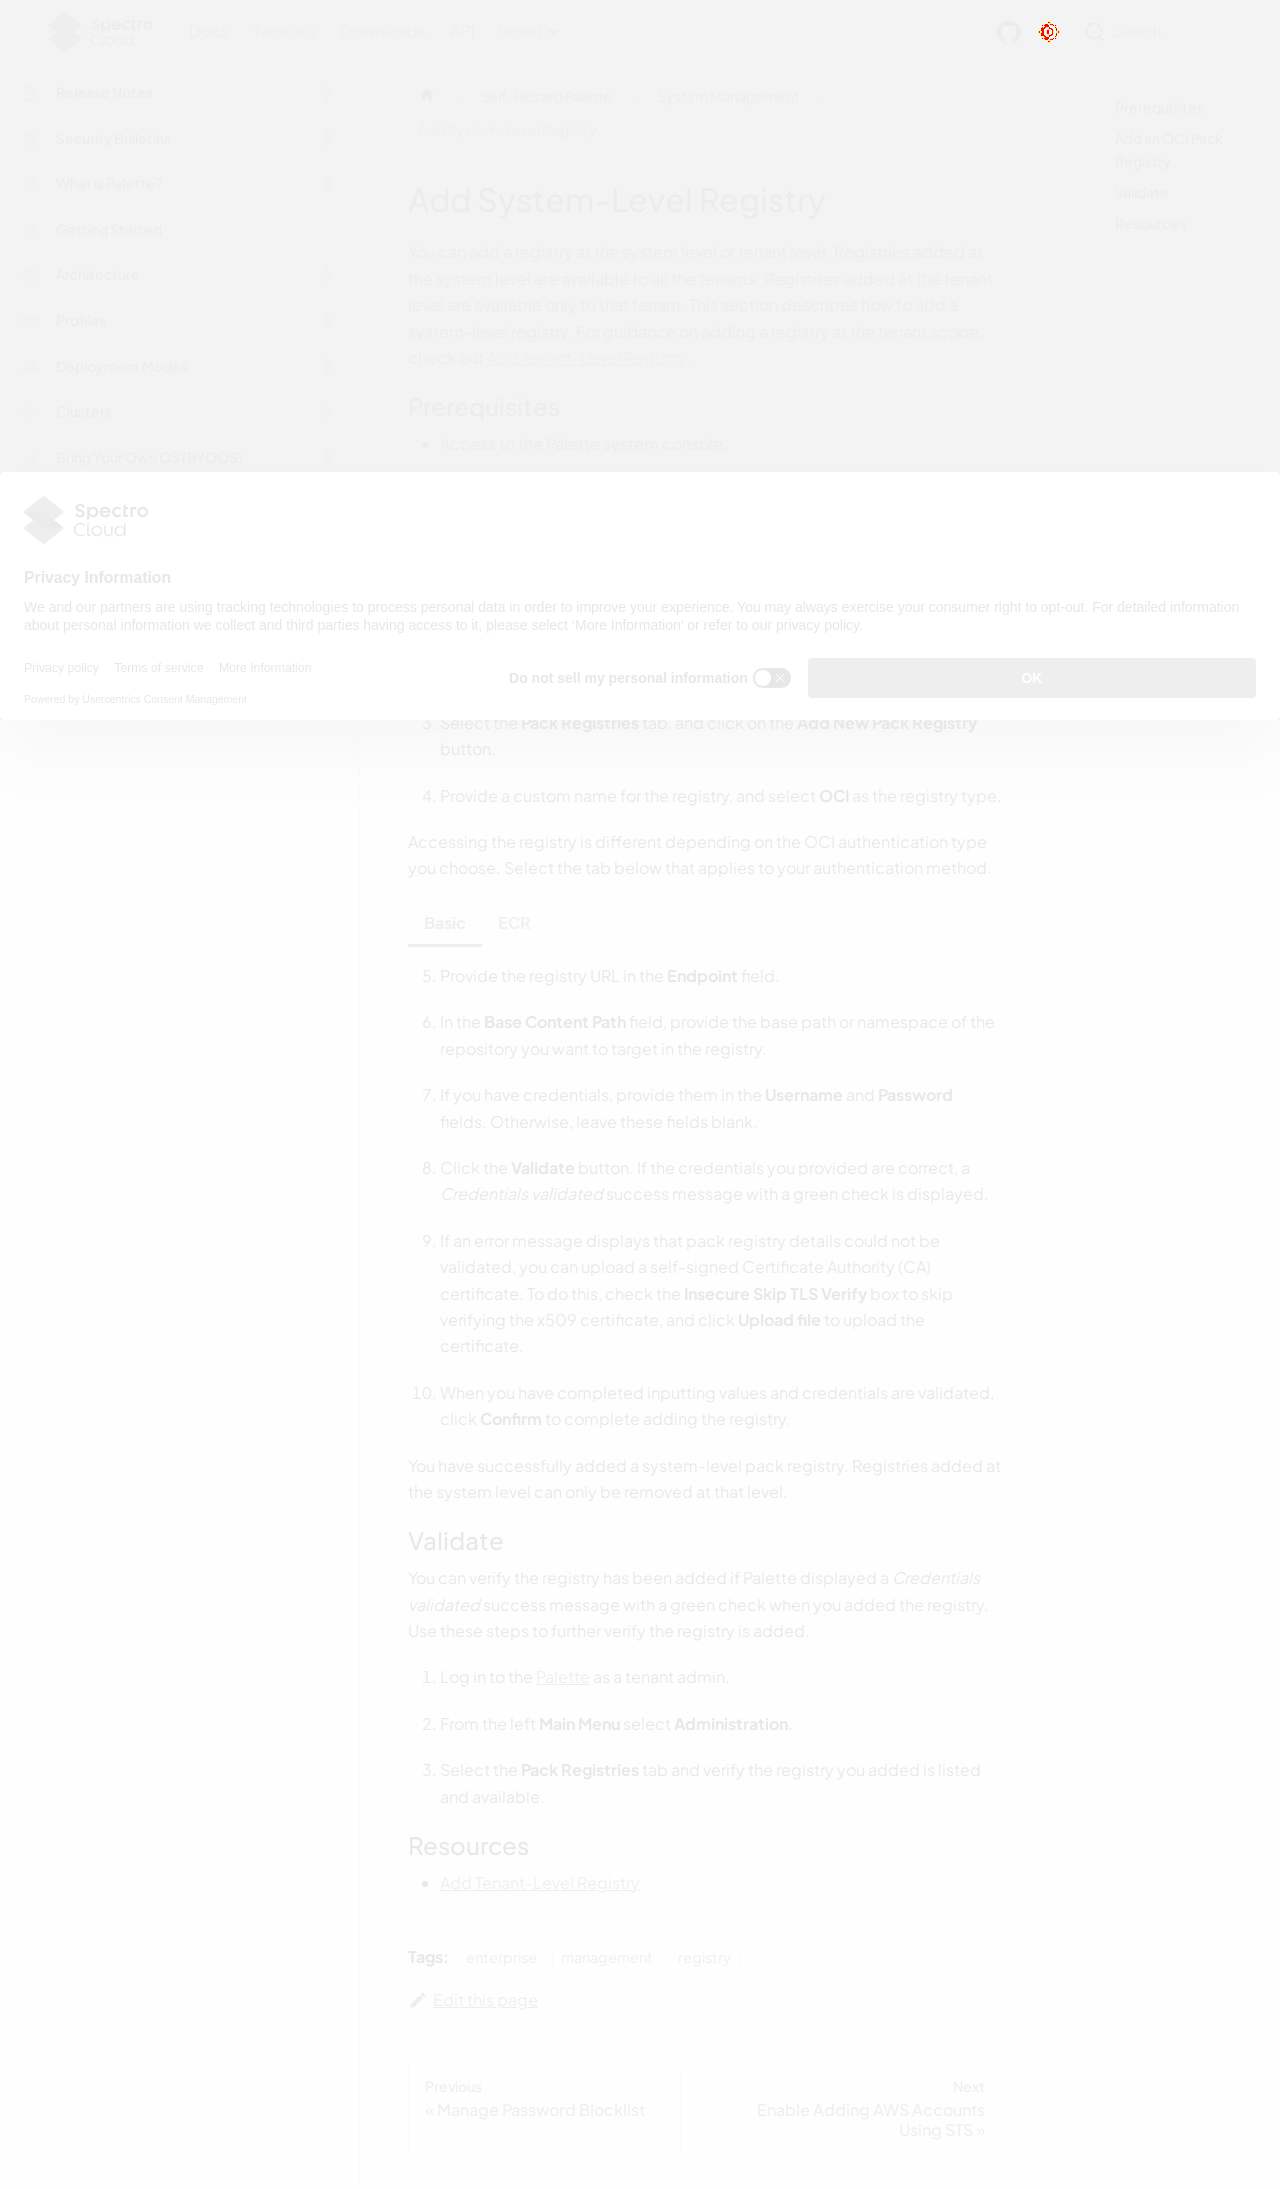 Spectro
Cloud
Docs
Tutorials
Downloads
API
latest
Search
Release Notes
Security Bulletins
What is Palette?
Getting Started
Architecture
Profiles
Deployment Modes
Clusters
Bring Your Own OS (BYOOS)
Self-Hosted Palette
System Management
Add System-Level Registry
Add System-Level Registry
You can add a registry at the system level or tenant level. Registries added at
the system level are available to all the tenants. Registries added at the tenant
level are available only to that tenant. This section describes how to add a
system-level registry. For guidance on adding a registry at the tenant scope,
check out Add Tenant-Level Registry.
Prerequisites
Access to the Palette system console.
Prerequisites
Add an OCI Pack
Registry
Validate
Resources
Spectro
Cloud
Privacy Information
We and our partners are using tracking technologies to process personal data in order to improve your experience. You may always exercise your consumer right to opt-out. For detailed information
about personal information we collect and third parties having access to it, please select ‘More Information’ or refer to our privacy policy.
Privacy policy
Terms of service
More Information
Powered by Usercentrics Consent Management
Do not sell my personal information
OK
3. Select the Pack Registries tab, and click on the Add New Pack Registry
button.
4. Provide a custom name for the registry, and select OCI as the registry type.
Accessing the registry is different depending on the OCI authentication type
you choose. Select the tab below that applies to your authentication method.
Basic
ECR
5. Provide the registry URL in the Endpoint field.
6. In the Base Content Path field, provide the base path or namespace of the
repository you want to target in the registry.
7. If you have credentials, provide them in the Username and Password
fields. Otherwise, leave these fields blank.
8. Click the Validate button. If the credentials you provided are correct, a
Credentials validated success message with a green check is displayed.
9. If an error message displays that pack registry details could not be
validated, you can upload a self-signed Certificate Authority (CA)
certificate. To do this, check the Insecure Skip TLS Verify box to skip
verifying the x509 certificate, and click Upload file to upload the
certificate.
10. When you have completed inputting values and credentials are validated,
click Confirm to complete adding the registry.
You have successfully added a system-level pack registry. Registries added at
the system level can only be removed at that level.
Validate
You can verify the registry has been added if Palette displayed a Credentials
validated success message with a green check when you added the registry.
Use these steps to further verify the registry is added.
1. Log in to the Palette as a tenant admin.
2. From the left Main Menu select Administration.
3. Select the Pack Registries tab and verify the registry you added is listed
and available.
Resources
Add Tenant-Level Registry
Tags:
enterprise
management
registry
Edit this page
Previous
« Manage Password Blocklist
Next
Enable Adding AWS Accounts
Using STS »